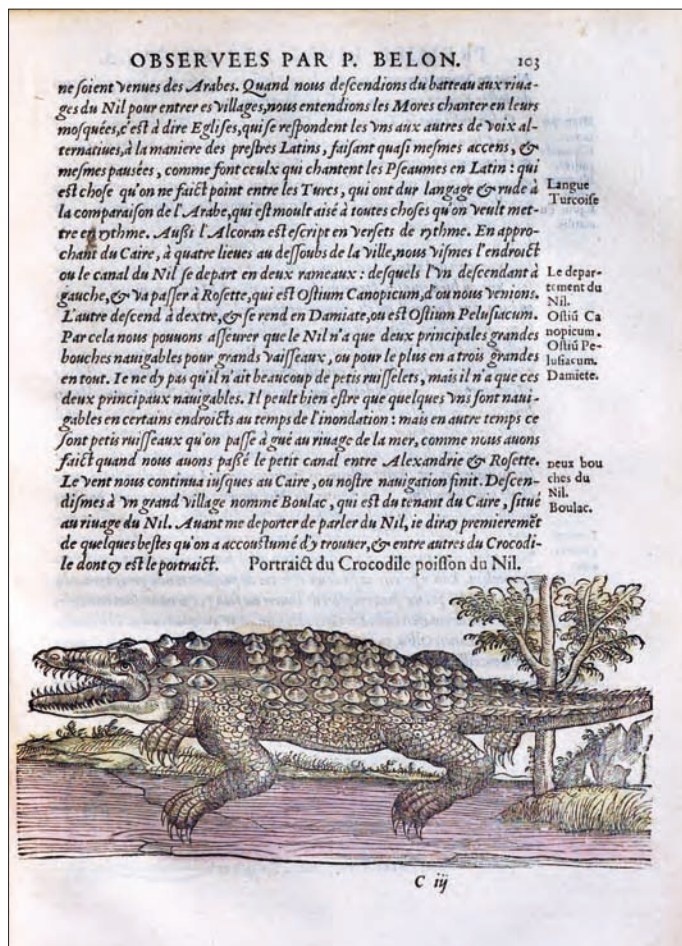 OBSERVEES PAR P. BELON. 103
ne soient venues des Arabes. Quand nous descendions du batteau aux riua-
ges du Nil pour entrer es villages, nous entendions les Mores chanter en leurs
mosquées, c'est à dire Eglises, qui se respondent les vns aux autres de voix al-
ternatiues, à la maniere des prestres Latins, faisant quasi mesmes accens, &
mesmes pausées, comme font ceulx qui chantent les Pseaumes en Latin : qui
est chose qu'on ne faict point entre les Turcs, qui ont dur langage & rude à
la comparaison de l'Arabe, qui est moult aisé à toutes choses qu'on veult met-
tre en rythme. Aussi l'Alcoran est escript en versets de rythme. En appro-
chant du Caire, à quatre lieues au dessoubs de la ville, nous vismes l'endroict
ou le canal du Nil se depart en deux rameaux : desquels l'vn descendant à
gauche, & va passer à Rosette, qui est Ostium Canopicum, d'ou nous venions.
L'autre descend à dextre, & se rend en Damiate, ou est Ostium Pelusiacum.
Par cela nous pouuons asseurer que le Nil n'a que deux principales grandes
bouches nauigables pour grands vaisseaux, ou pour le plus en a trois grandes
en tout. Ie ne dy pas qu'il n'ait beaucoup de petis ruisselets, mais il n'a que ces
deux principaux nauigables. Il peult bien estre que quelques vns sont naui-
gables en certains endroicts au temps de l'inondation : mais en autre temps ce
sont petis ruisseaux qu'on passe à gué au riuage de la mer, comme nous auons
faict quand nous auons passé le petit canal entre Alexandrie & Rosette.
Le vent nous continua iusques au Caire, ou nostre nauigation finit. Descen-
dismes à vn grand village nommé Boulac, qui est du tenant du Caire, situé
au riuage du Nil. Auant me deporter de parler du Nil, ie diray premieremẽt
de quelques bestes qu'on a accoustumé d'y trouuer, & entre autres du Crocodi-
le dont cy est le portraict. Portraict du Crocodile poisson du Nil.
Langue
Turcoise
Le depar-
tement du
Nil.
Ostiũ Ca
nopicum.
Ostiũ Pe-
lusiacum.
Damiete.
Deux bou
ches du
Nil.
Boulac.
C iij